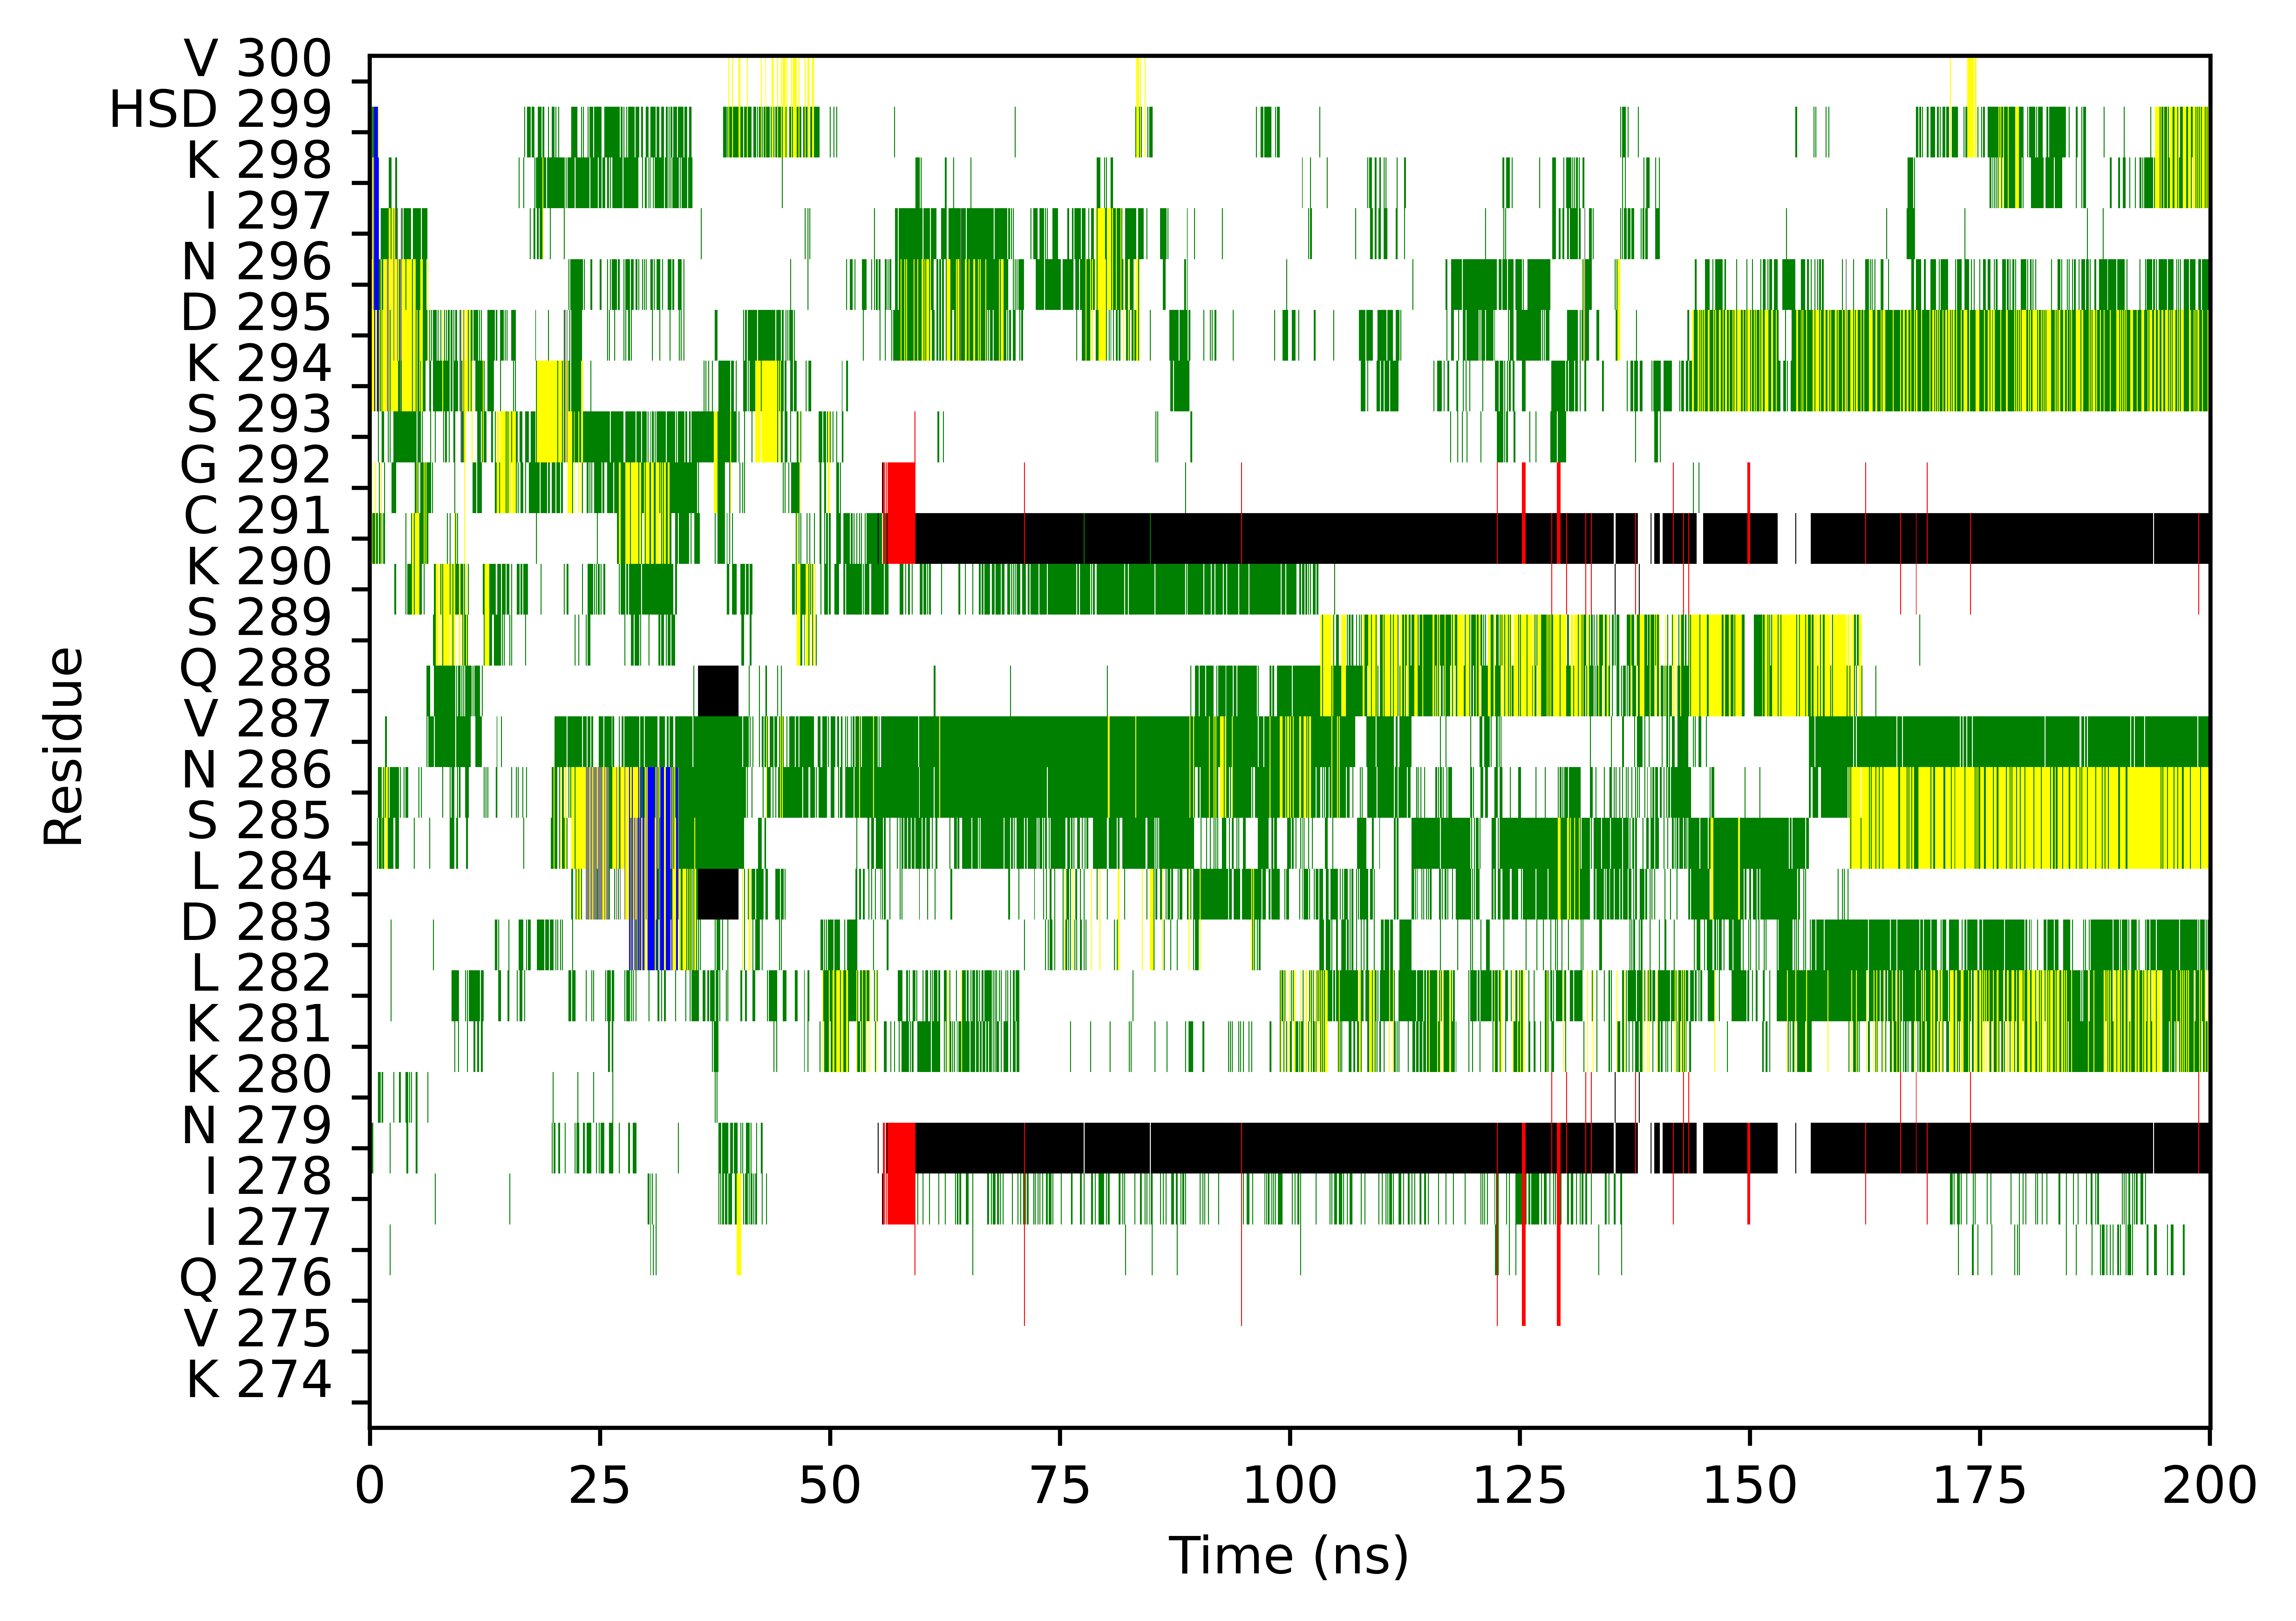 V 300
HSD 299
K 298
I 297
N 296
D 295
K 294
S 293
G 292
C 291
K 290
S 289
Q 288
V 287
N 286
S 285
L 284
D 283
L 282
K 281
K 280
N 279
I 278
I 277
Q 276
V 275
K 274
Residue
0 25 50 75 100 125 150 175 200
Time (ns)